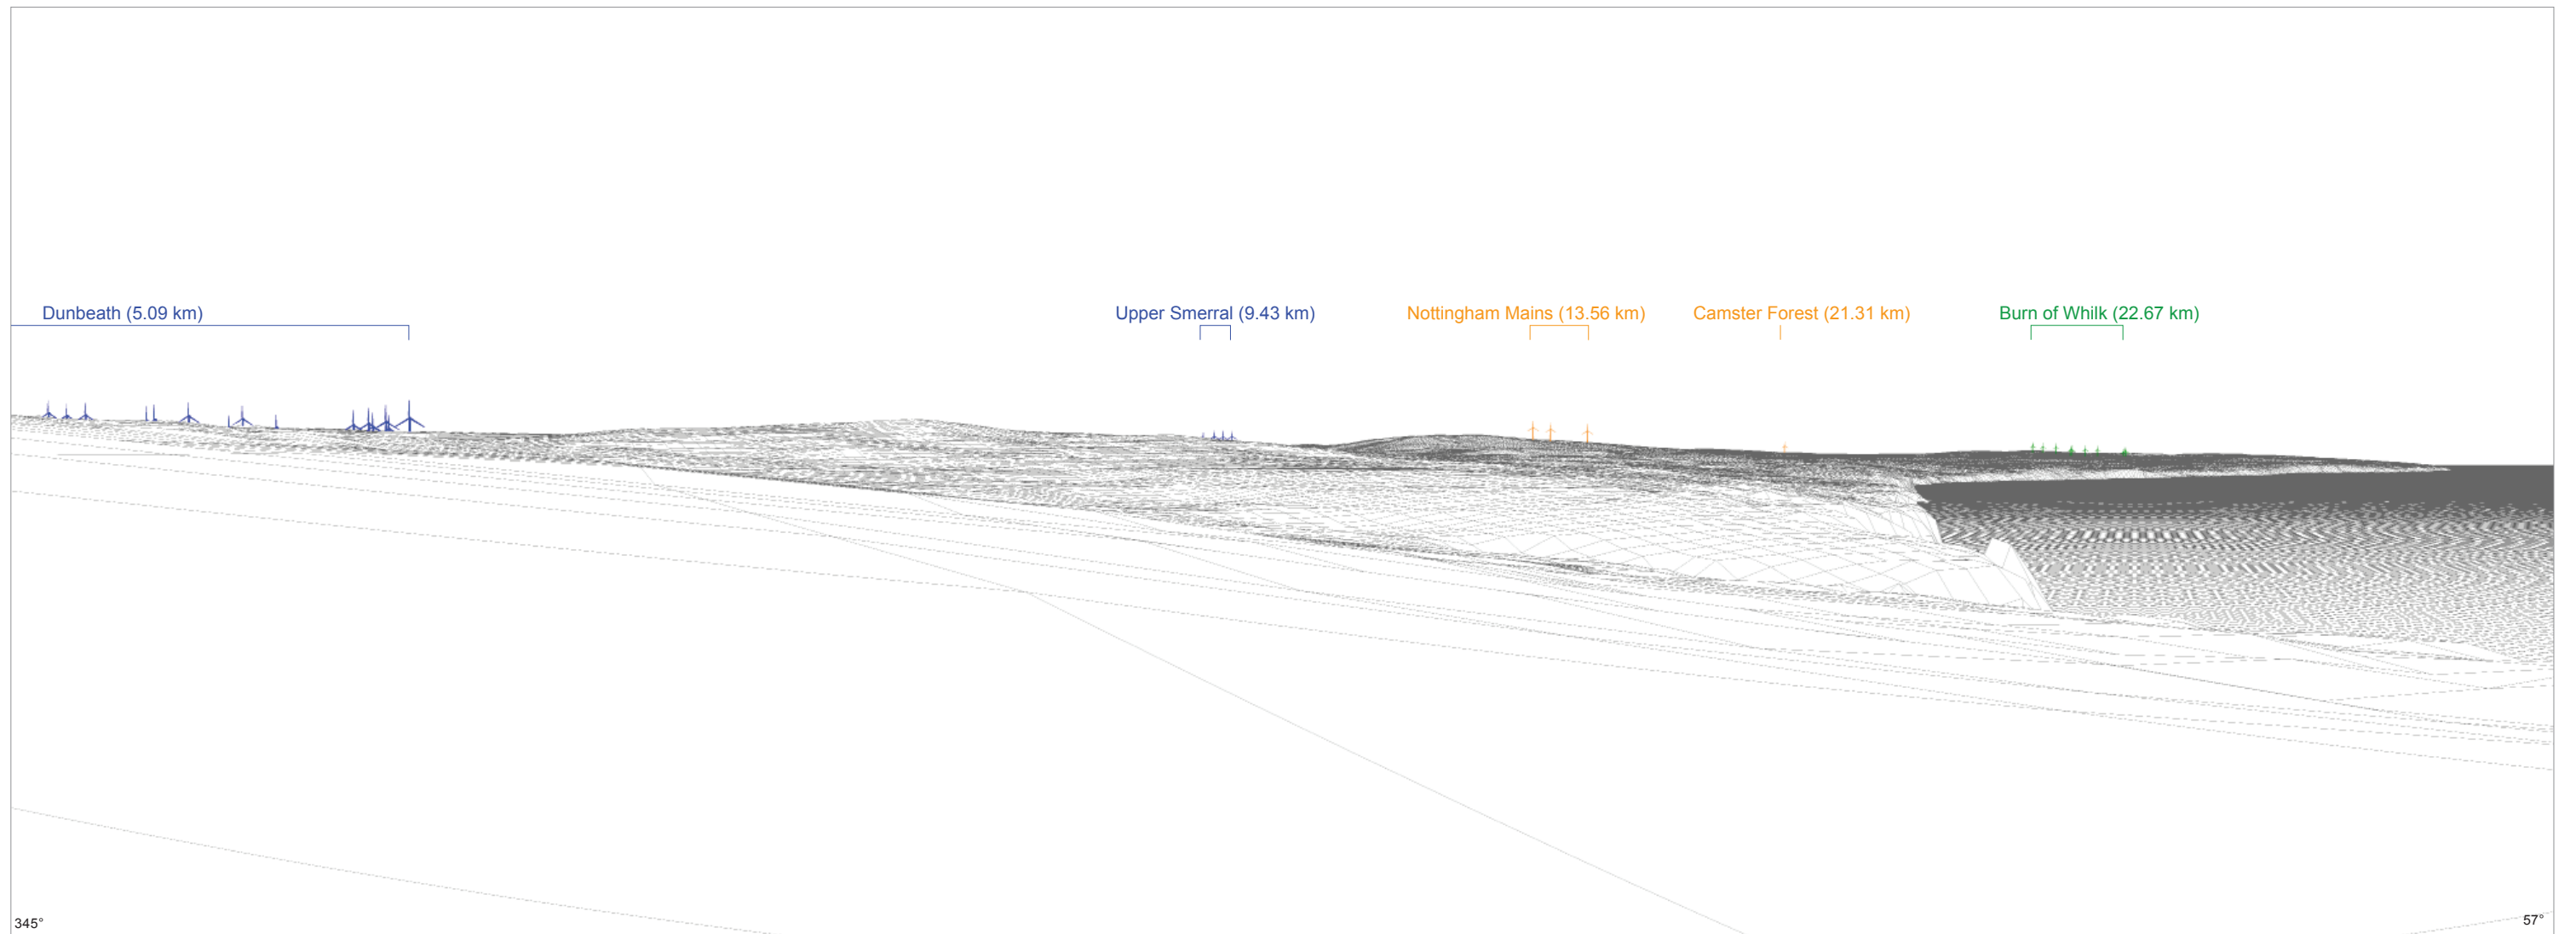 Dunbeath (5.09 km)
Upper Smerral (9.43 km)
Nottingham Mains (13.56 km)
Camster Forest (21.31 km)
Burn of Whilk (22.67 km)
345°
57°